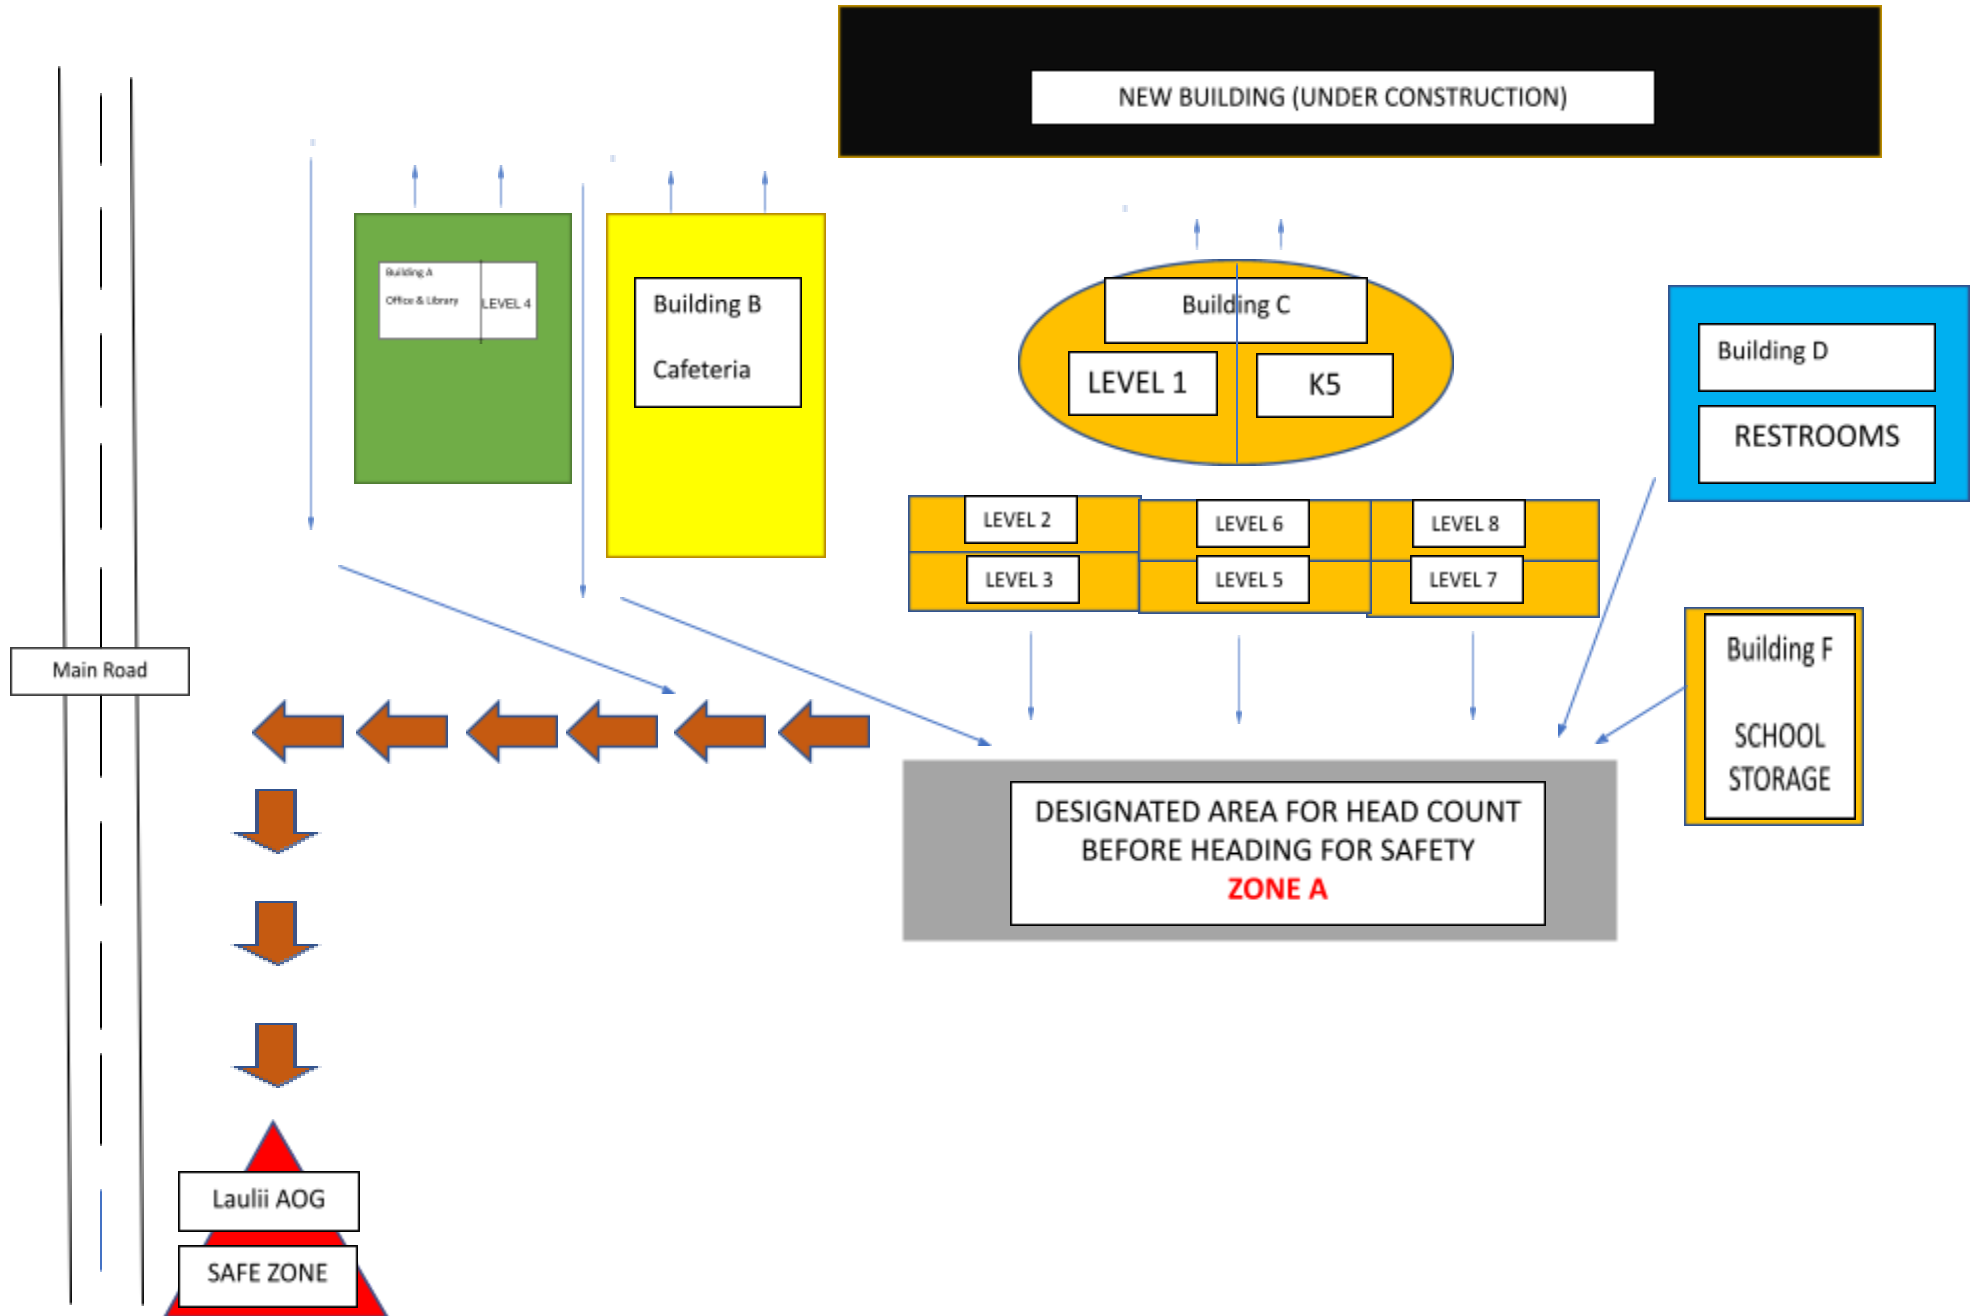 NEW BUILDING (UNDER CONSTRUCTION)
Building A
Office & Library
LEVEL 4
Building B
Cafeteria
Building C
LEVEL 1
K5
Building D
RESTROOMS
LEVEL 2
LEVEL 6
LEVEL 8
LEVEL 3
LEVEL 5
LEVEL 7
Main Road
Building F
SCHOOL
STORAGE
DESIGNATED AREA FOR HEAD COUNT
BEFORE HEADING FOR SAFETY
ZONE A
Laulii AOG
SAFE ZONE